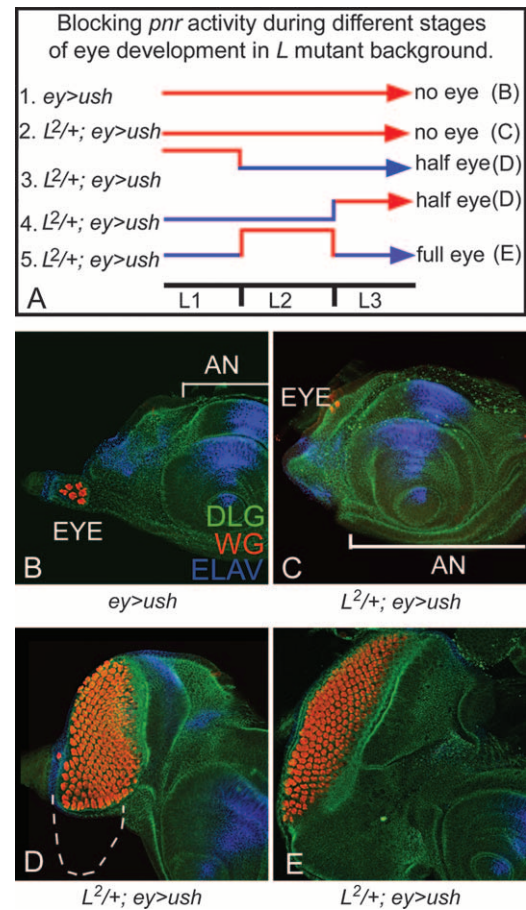 Blocking pnr activity during different stages
of eye development in L mutant background.
1. ey>ush no eye (B)
2. L2/+; ey>ush no eye (C)
3. L2/+; ey>ush half eye(D)
4. L2/+; ey>ush half eye(D)
5. L2/+; ey>ush full eye (E)
A L1 L2 L3
AN
EYE
DLG
WG
ELAV
B
ey>ush
EYE
C
AN
L2/+; ey>ush
D
L2/+; ey>ush
E
L2/+; ey>ush